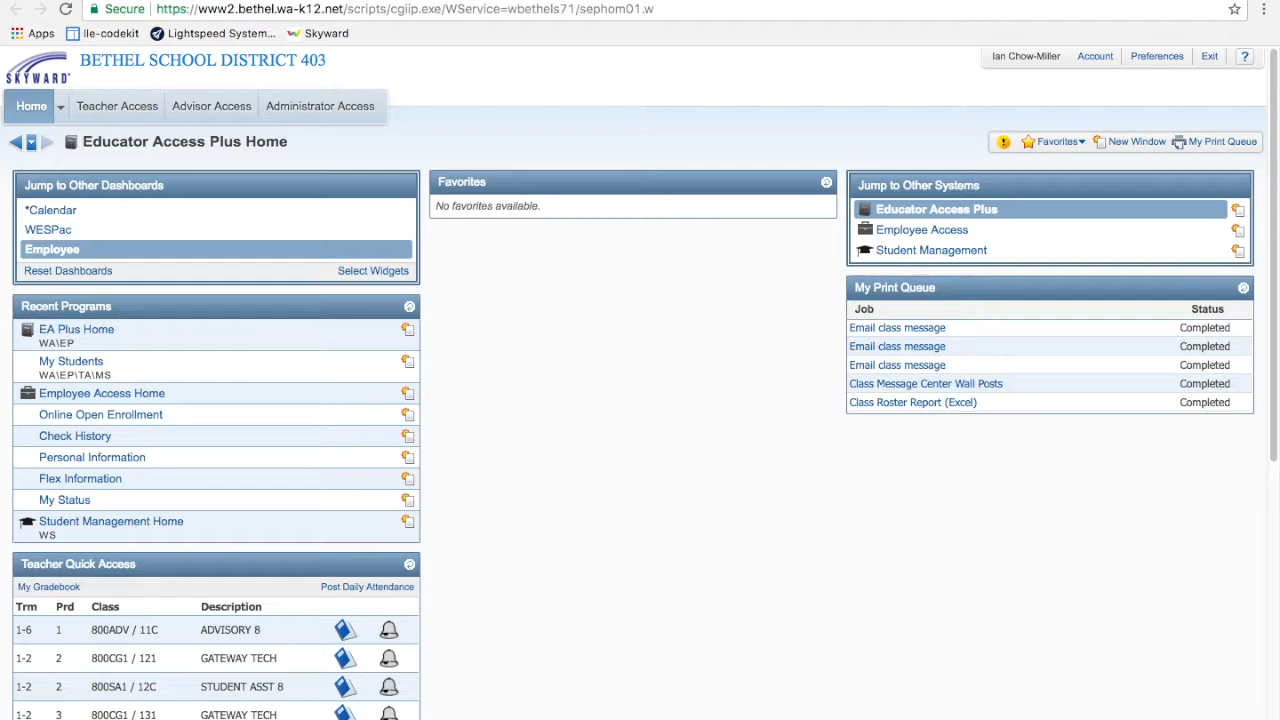 Secure https://www2.bethel.wa-k12.net/scripts/cgiip.exe/WService=wbethels71/sephom01.w
Apps lle-codekit Lightspeed System... Skyward
SKYWARD BETHEL SCHOOL DISTRICT 403
Ian Chow-Miller Account Preferences Exit ?
Home Teacher Access Advisor Access Administrator Access
Educator Access Plus Home
Favorites New Window My Print Queue
Jump to Other Dashboards
*Calendar
WESPac
Employee
Reset Dashboards Select Widgets
Recent Programs
EA Plus Home
WA\EP
My Students
WA\EP\TA\MS
Employee Access Home
Online Open Enrollment
Check History
Personal Information
Flex Information
My Status
Student Management Home
WS
Teacher Quick Access
My Gradebook Post Daily Attendance
Trm Prd Class Description
1-6 1 800ADV / 11C ADVISORY 8
1-2 2 800CG1 / 121 GATEWAY TECH
1-2 2 800SA1 / 12C STUDENT ASST 8
1-2 3 800CG1 / 131 GATEWAY TECH
Favorites
No favorites available.
Jump to Other Systems
Educator Access Plus
Employee Access
Student Management
My Print Queue
Job Status
Email class message Completed
Email class message Completed
Email class message Completed
Class Message Center Wall Posts Completed
Class Roster Report (Excel) Completed